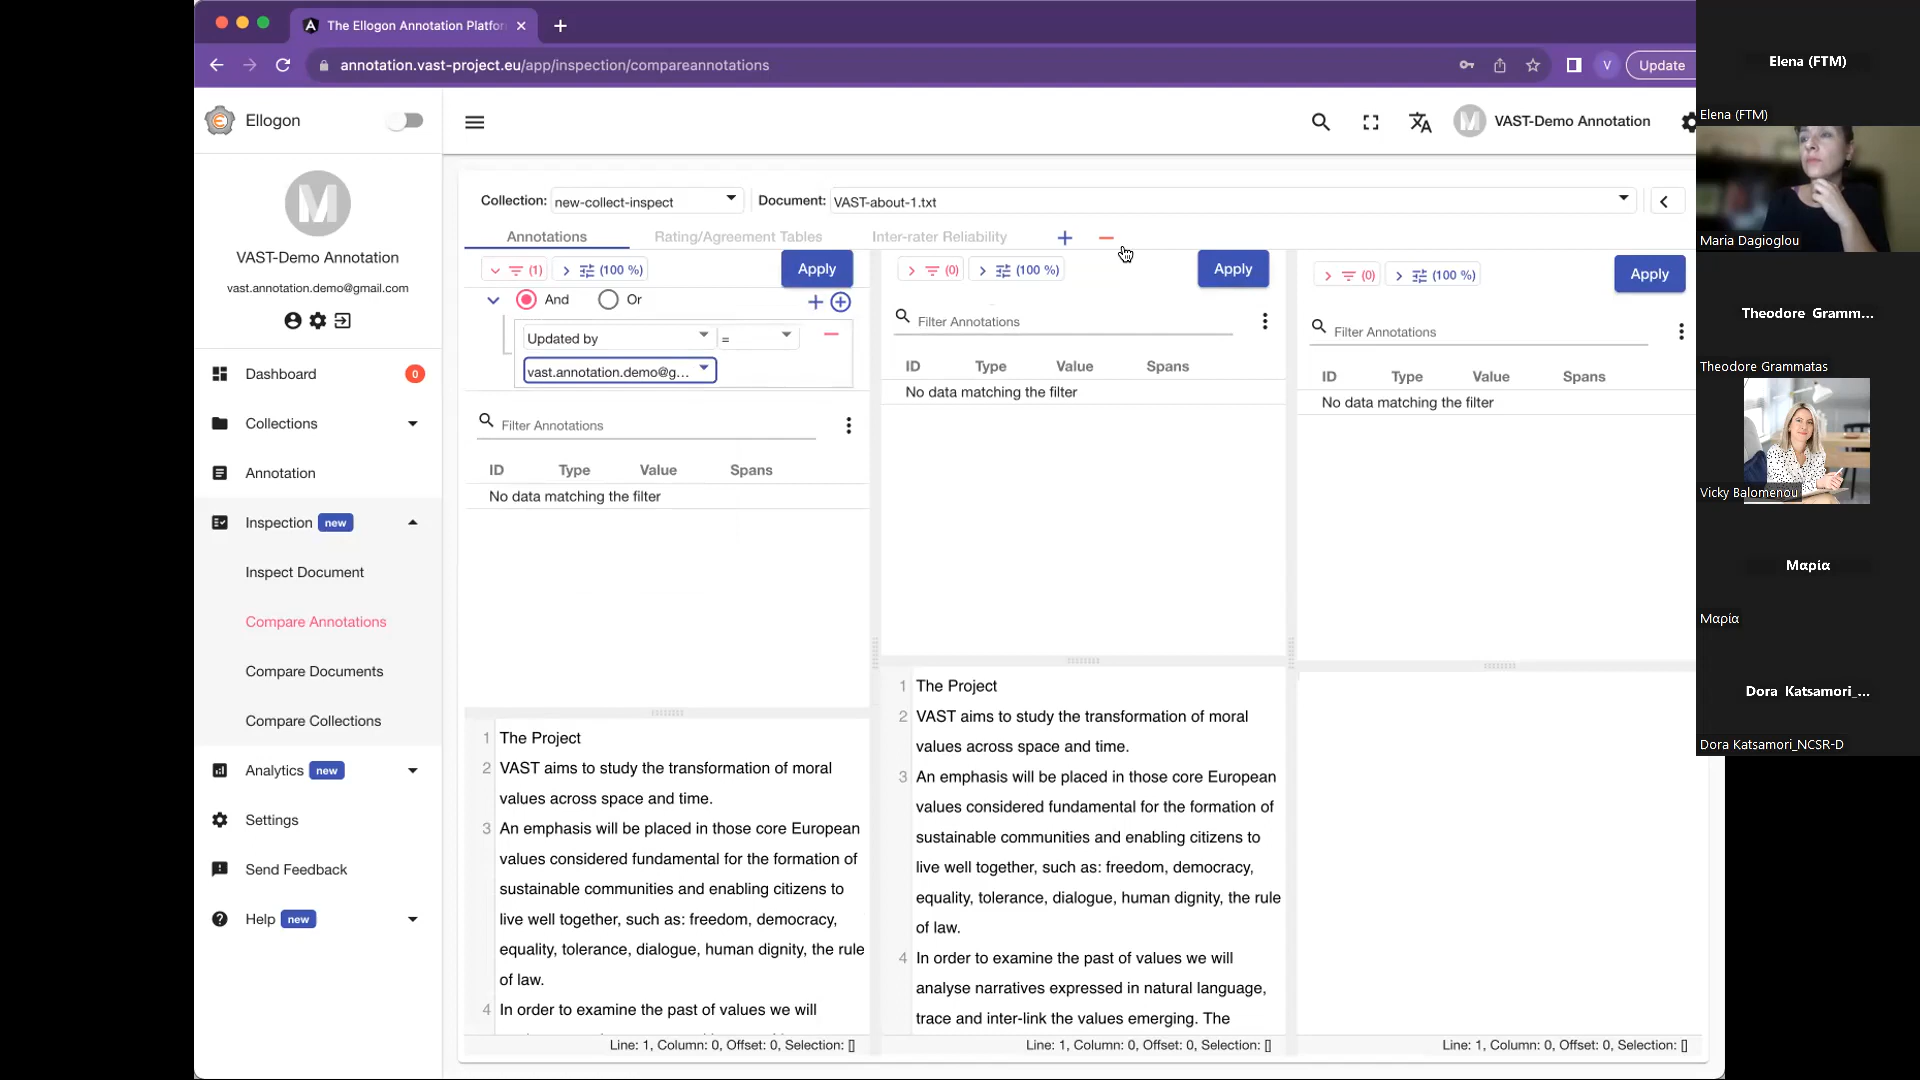 The Ellogon Annotation Platfor
annotation.vast-project.eu/app/inspection/compareannotations
V
Update
Ellogon
VAST-Demo Annotation
M
VAST-Demo Annotation
vast.annotation.demo@gmail.com
Dashboard 0
Collections
Annotation
Inspection new
Inspect Document
Compare Annotations
Compare Documents
Compare Collections
Analytics new
Settings
Send Feedback
Help new
Collection: new-collect-inspect Document: VAST-about-1.txt
Annotations Rating/Agreement Tables Inter-rater Reliability
(1) (100 %) Apply
And Or
Updated by =
vast.annotation.demo@g...
Filter Annotations
ID Type Value Spans
No data matching the filter
1 The Project
2 VAST aims to study the transformation of moral
values across space and time.
3 An emphasis will be placed in those core European
values considered fundamental for the formation of
sustainable communities and enabling citizens to
live well together, such as: freedom, democracy,
equality, tolerance, dialogue, human dignity, the rule
of law.
4 In order to examine the past of values we will
Line: 1, Column: 0, Offset: 0, Selection: []
(0) (100 %) Apply
Filter Annotations
ID Type Value Spans
No data matching the filter
1 The Project
2 VAST aims to study the transformation of moral
values across space and time.
3 An emphasis will be placed in those core European
values considered fundamental for the formation of
sustainable communities and enabling citizens to
live well together, such as: freedom, democracy,
equality, tolerance, dialogue, human dignity, the rule
of law.
4 In order to examine the past of values we will
analyse narratives expressed in natural language,
trace and inter-link the values emerging. The
Line: 1, Column: 0, Offset: 0, Selection: []
(0) (100 %) Apply
Filter Annotations
ID Type Value Spans
No data matching the filter
Line: 1, Column: 0, Offset: 0, Selection: []
Elena (FTM)
Elena (FTM)
Maria Dagioglou
Theodore Gramm...
Theodore Grammatas
Vicky Balomenou
Μαρία
Μαρία
Dora Katsamori_...
Dora Katsamori_NCSR-D